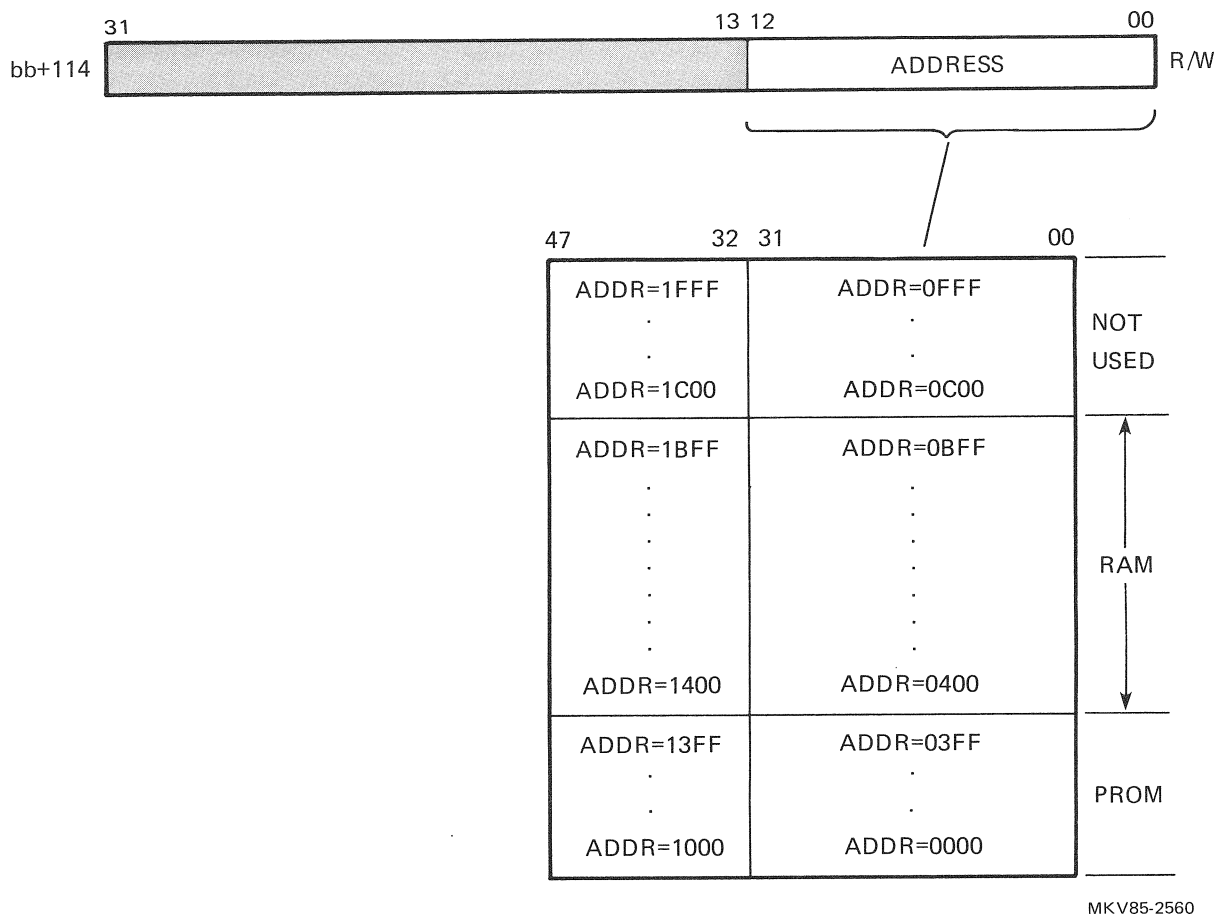 31 13 12 00
bb+114 ADDRESS R/W
47 32 31 00
ADDR=1FFF ADDR=0FFF
NOT
USED
ADDR=1C00 ADDR=0C00
ADDR=1BFF ADDR=0BFF
RAM
ADDR=1400 ADDR=0400
ADDR=13FF ADDR=03FF
PROM
ADDR=1000 ADDR=0000
MKV85-2560